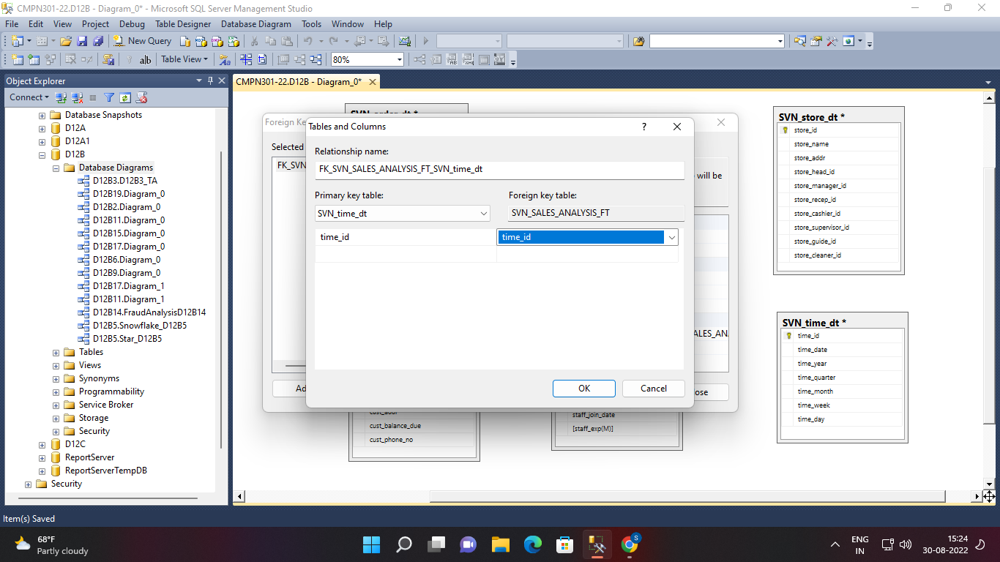 CMPN301-22.D12B - Diagram_0* - Microsoft SQL Server Management Studio
File Edit View Project Debug Table Designer Database Diagram Tools Window Help
New Query
Table View 80%
Object Explorer
Connect
Database Snapshots
D12A
D12A1
D12B
Database Diagrams
D12B3.D12B3_TA
D12B19.Diagram_0
D12B2.Diagram_0
D12B11.Diagram_0
D12B15.Diagram_0
D12B17.Diagram_0
D12B6.Diagram_0
D12B9.Diagram_0
D12B17.Diagram_1
D12B11.Diagram_1
D12B14.FraudAnalysisD12B14
D12B5.Snowflake_D12B5
D12B5.Star_D12B5
Tables
Views
Synonyms
Programmability
Service Broker
Storage
Security
D12C
ReportServer
ReportServerTempDB
Security
CMPN301-22.D12B - Diagram_0*
Foreign Ke
Selected
FK_SVN
Tables and Columns
?
Relationship name:
FK_SVN_SALES_ANALYSIS_FT_SVN_time_dt
Primary key table:
Foreign key table:
SVN_time_dt
SVN_SALES_ANALYSIS_FT
time_id
time_id
OK
Cancel
will be
ALES_AN
Ad
ose
cust_balance_due
cust_phone_no
staff_join_date
[staff_exp(M)]
SVN_store_dt *
store_id
store_name
store_addr
store_head_id
store_manager_id
store_recep_id
store_cashier_id
store_supervisor_id
store_guide_id
store_cleaner_id
SVN_time_dt *
time_id
time_date
time_year
time_quarter
time_month
time_week
time_day
Item(s) Saved
68°F
Partly cloudy
S
ENG
IN
15:24
30-08-2022